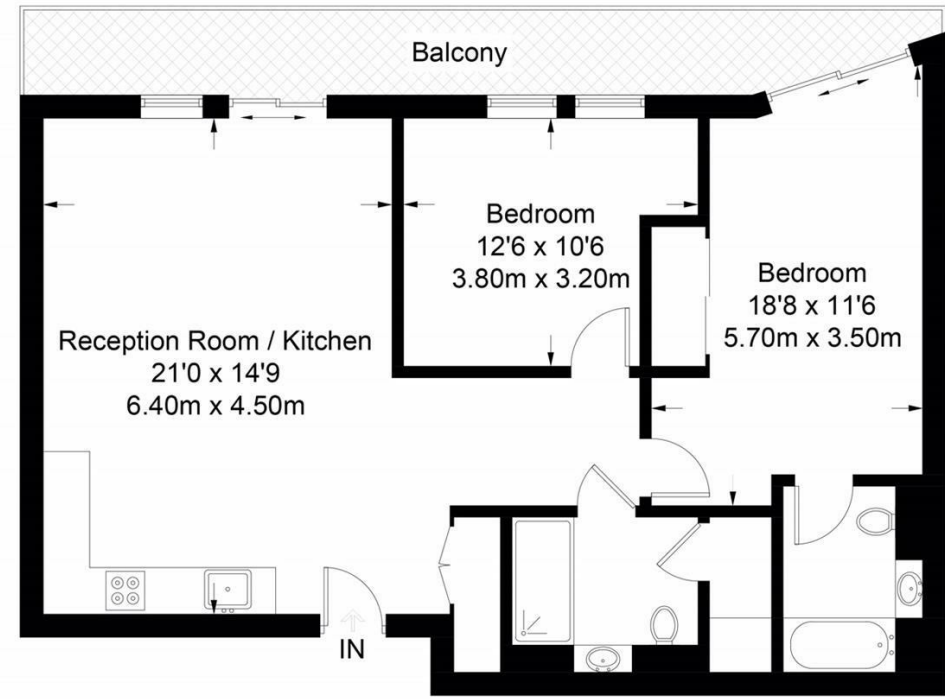 Balcony
Bedroom
12'6 x 10'6
3.80m x 3.20m
Bedroom
18'8 x 11'6
5.70m x 3.50m
Reception Room / Kitchen
21'0 x 14'9
6.40m x 4.50m
IN